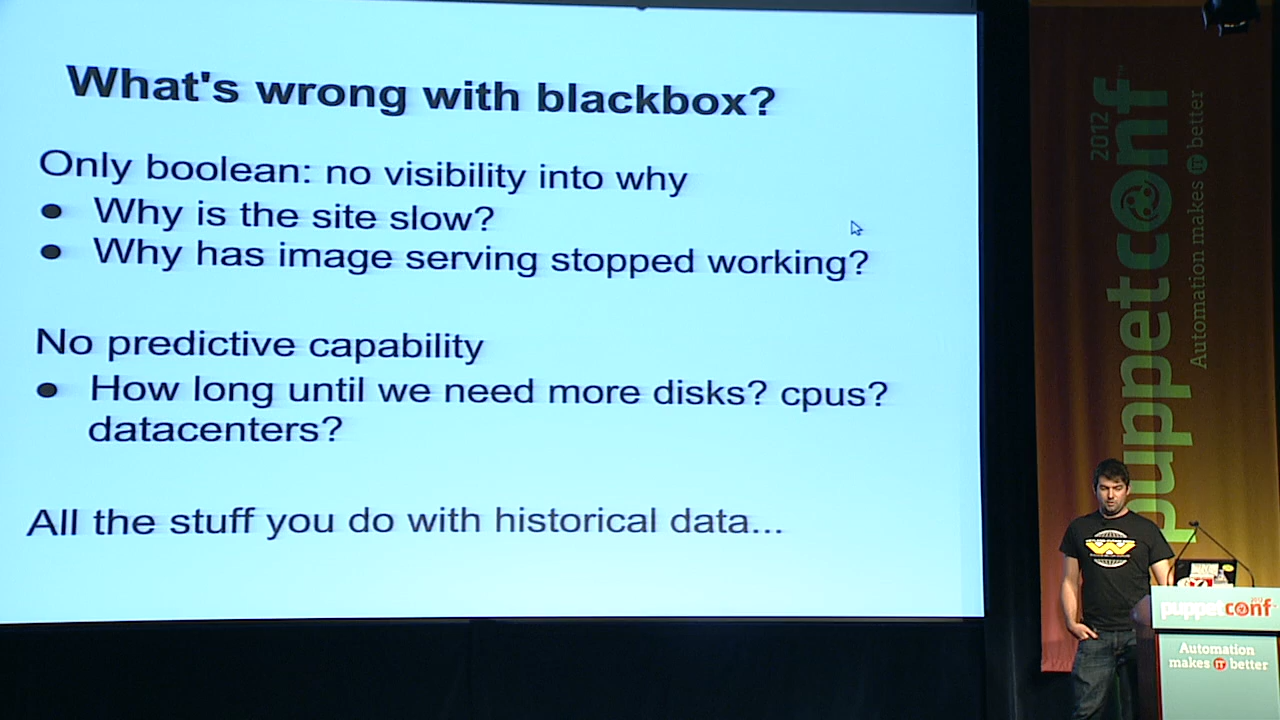 What's wrong with blackbox?
Only boolean: no visibility into why
● Why is the site slow?
● Why has image serving stopped working?
No predictive capability
● How long until we need more disks? cpus?
datacenters?
All the stuff you do with historical data...
puppetconf
2012
Automation makes IT better
puppetconf
Automation
makes IT better